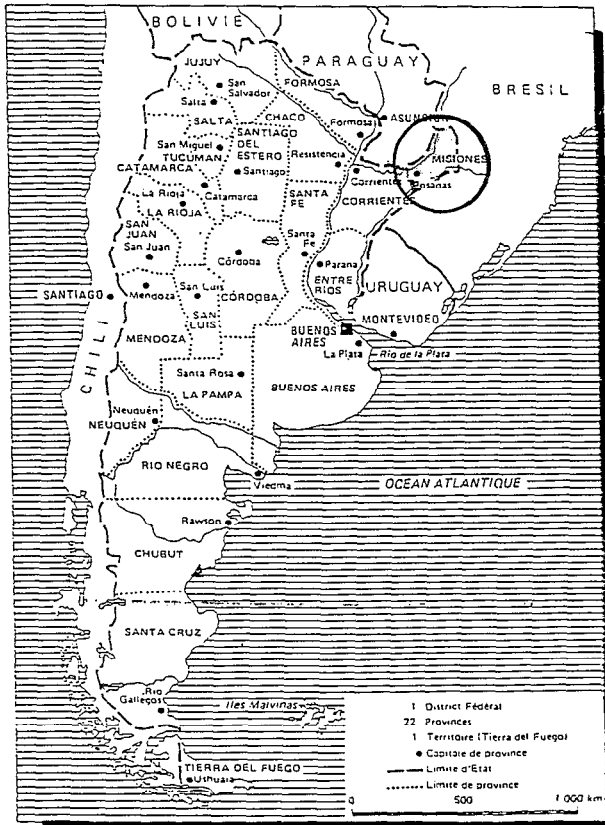 BOLIVIE
PARAGUAY
BRESIL
JUJUY
San Salvador
FORMOSA
Salta
SALTA
CHACO
Formosa
ASUNCION
San Miguel
TUCUMAN
SANTIAGO DEL ESTERO
Resistencia
MISIONES
CATAMARCA
Santiago
Corrientes
Posanas
La Rioja
Catamarca
SANTA FE
CORRIENTES
LA RIOJA
SAN JUAN
San Juan
Córdoba
Santa Fe
Parana
ENTRE RIOS
URUGUAY
SANTIAGO
Mendoza
San Luis
CÓRDOBA
SAN LUIS
BUENOS AIRES
MONTEVIDEO
MENDOZA
La Plata
Rio de la Plata
CHILI
Santa Rosa
LA PAMPA
BUENOS AIRES
Neuquén
NEUQUÉN
RIO NEGRO
Viedma
OCEAN ATLANTIQUE
Rawson
CHUBUT
SANTA CRUZ
Rio Gallegos
Iles Malvinas
TIERRA DEL FUEGO
Ushuaia
1 District Fédéral
22 Provinces
1 Territoire (Tierra del Fuego)
Capitale de province
Limite d'Etat
Limite de province
0 500 1 000 km